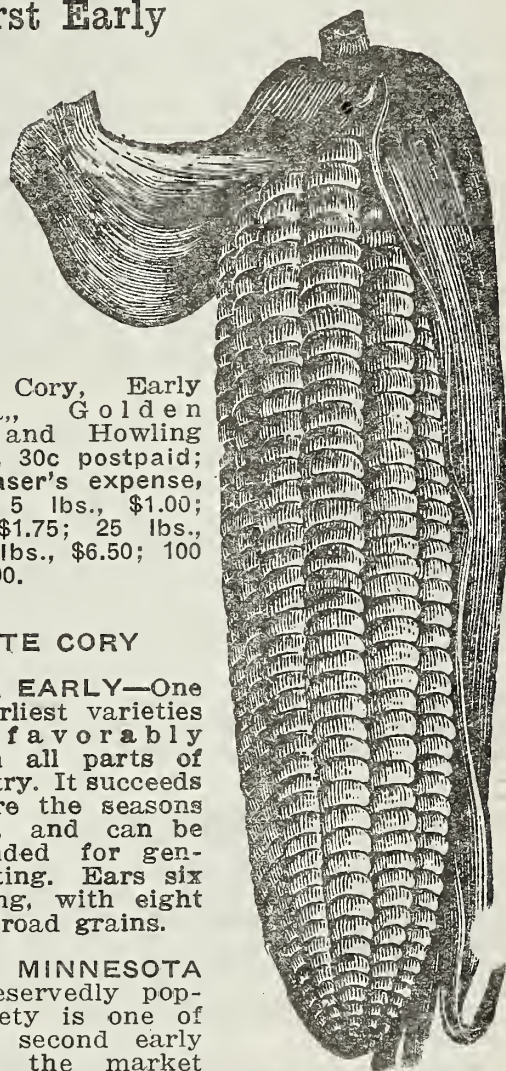 rst Early
Cory, Early
Golden
and Howling
30c postpaid;
aser's expense,
5 lbs., $1.00;
$1.75; 25 lbs.,
lbs., $6.50; 100
00.
TE CORY
EARLY—One
rliest varieties
favorably
all parts of
try. It succeeds
re the seasons
, and can be
nded for gen-
ting. Ears six
ng, with eight
road grains.
MINNESOTA
eservedly pop-
ety is one of
second early
the market